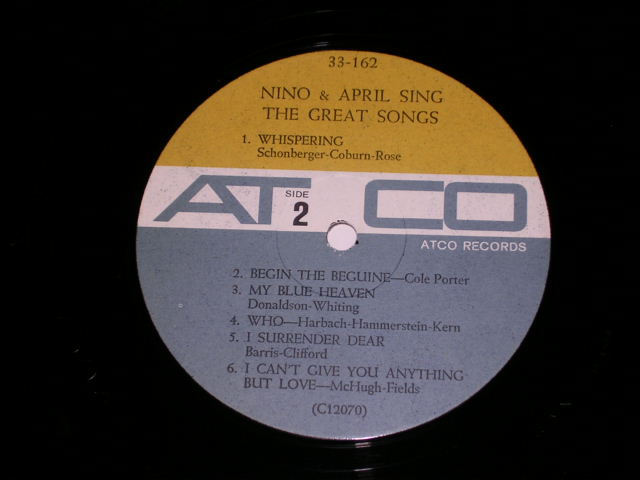 33-162
NINO & APRIL SING
THE GREAT SONGS
1. WHISPERING
Schonberger-Coburn-Rose
ATCO
SIDE
2
ATCO RECORDS
2. BEGIN THE BEGUINE—Cole Porter
3. MY BLUE HEAVEN
Donaldson-Whiting
4. WHO—Harbach-Hammerstein-Kern
5. I SURRENDER DEAR
Barris-Clifford
6. I CAN'T GIVE YOU ANYTHING
BUT LOVE—McHugh-Fields
(C12070)